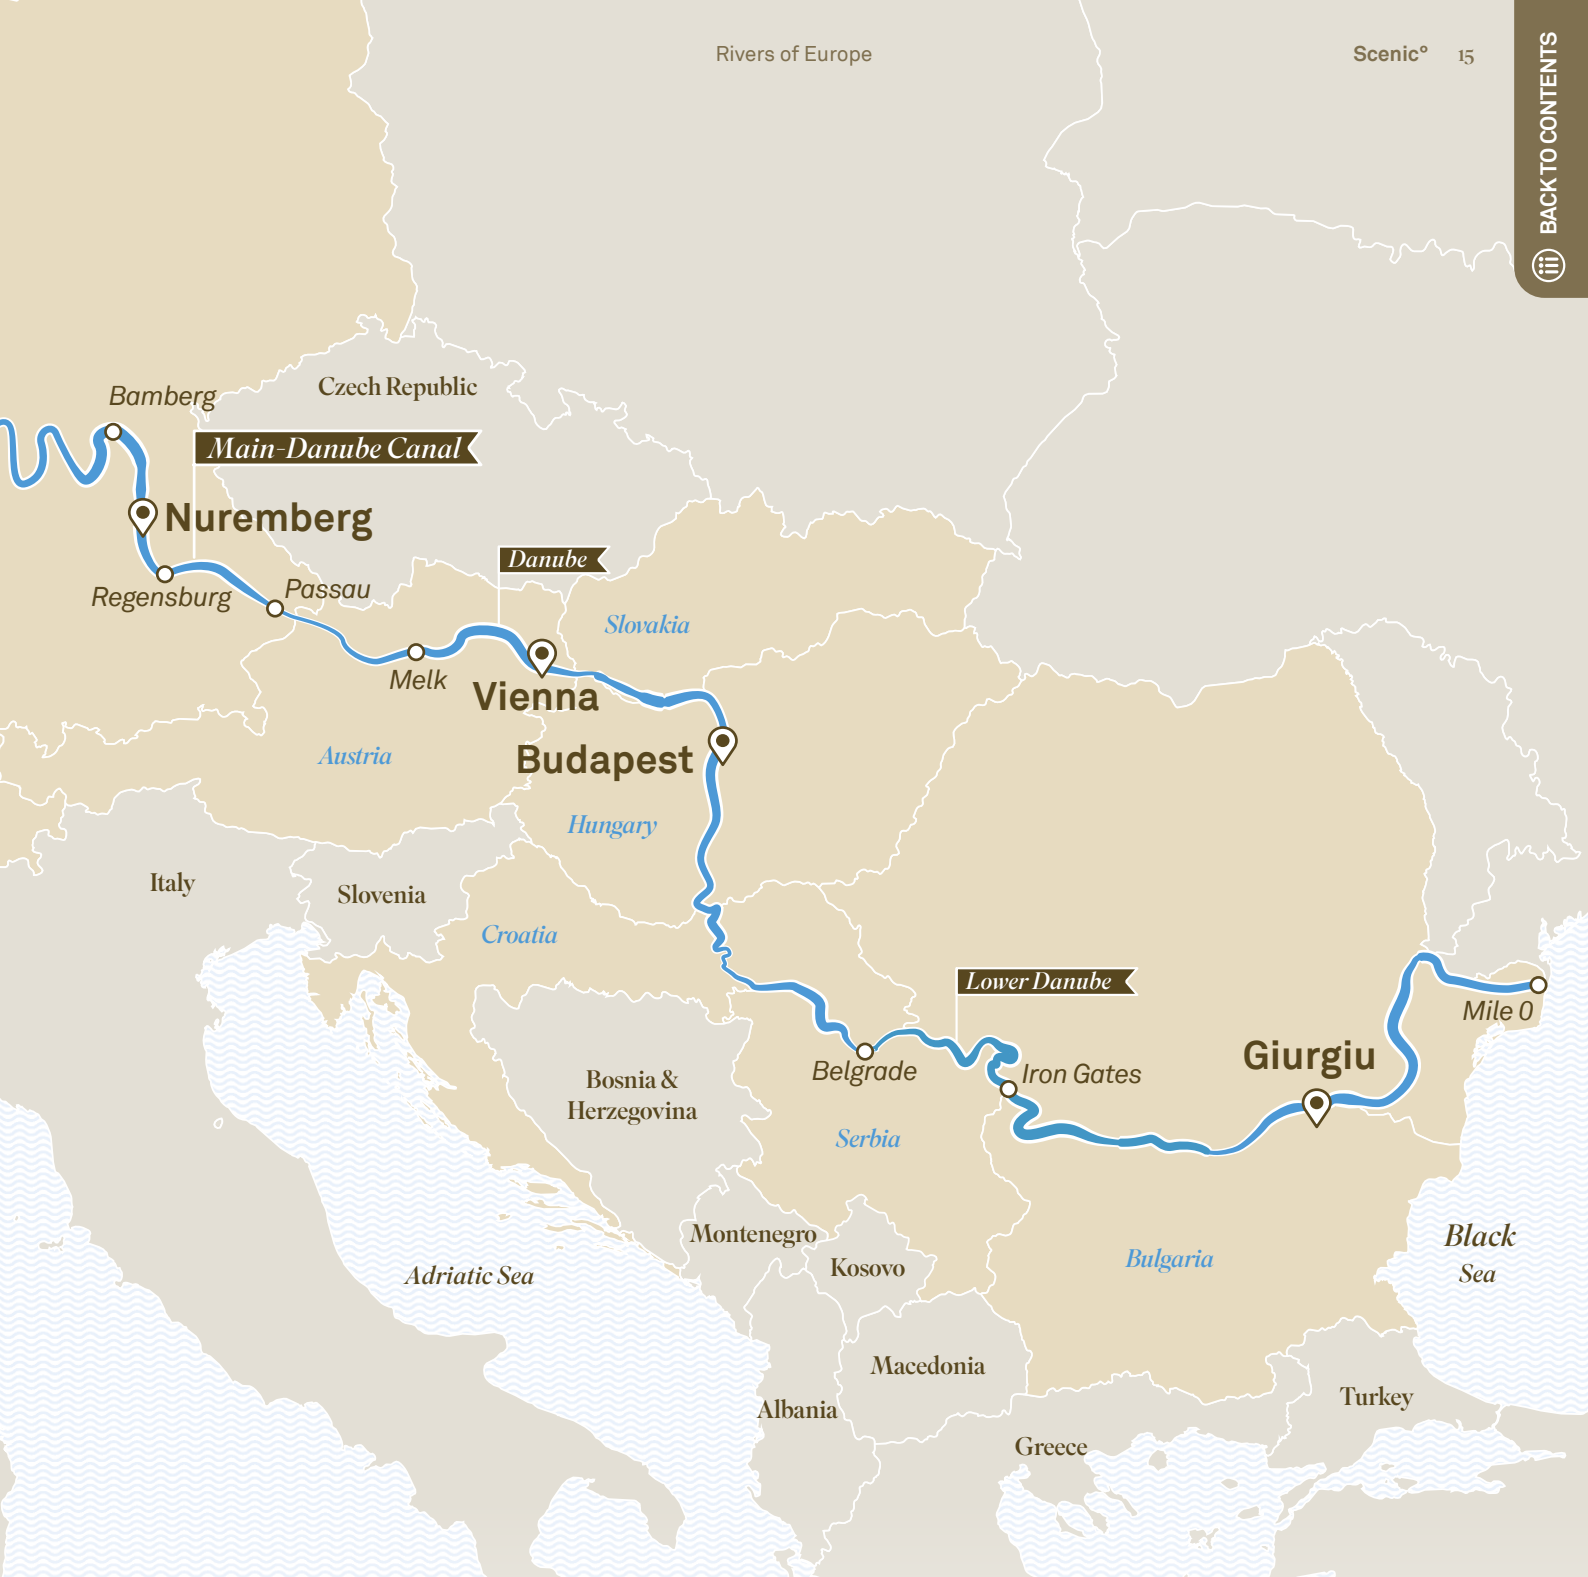 Rivers of Europe
Scenic° 15
BACK TO CONTENTS
Bamberg
Czech Republic
Main-Danube Canal
Nuremberg
Danube
Regensburg
Passau
Slovakia
Melk
Vienna
Budapest
Austria
Hungary
Italy
Slovenia
Croatia
Lower Danube
Mile 0
Giurgiu
Belgrade
Iron Gates
Bosnia &
Herzegovina
Serbia
Montenegro
Kosovo
Bulgaria
Black
Sea
Adriatic Sea
Macedonia
Albania
Turkey
Greece